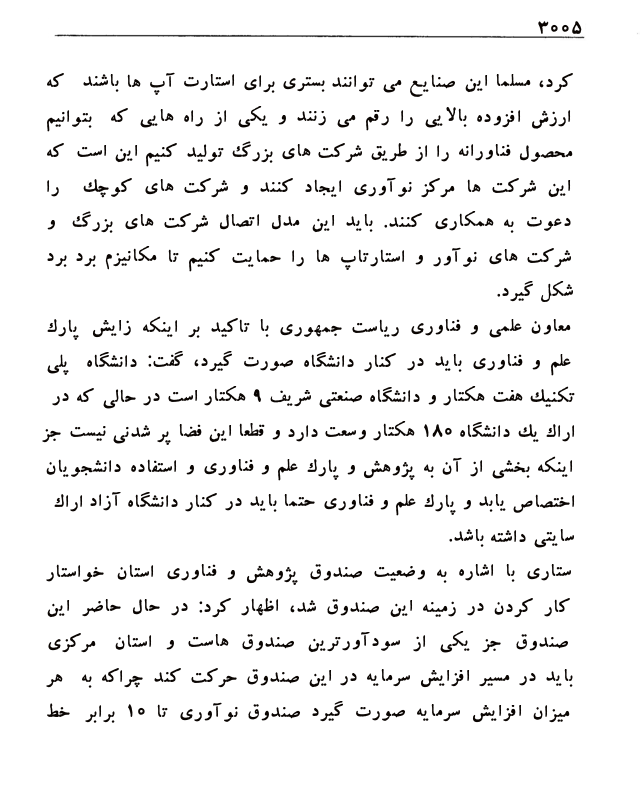 ۳۰۰۵
کرد، مسلما این صنایع می توانند بستری برای استارت آپ ها باشند که
ارزش افزوده بالایی را رقم می زنند و یکی از راه هایی که بتوانیم
محصول فناورانه را از طریق شرکت های بزرگ تولید کنیم این است که
این شرکت ها مرکز نوآوری ایجاد کنند و شرکت های کوچک را
دعوت به همکاری کنند. باید این مدل اتصال شرکت های بزرگ و
شرکت های نوآور و استارتاپ ها را حمایت کنیم تا مکانیزم برد برد
شکل گیرد.
معاون علمی و فناوری ریاست جمهوری با تاکید بر اینکه زایش پارک
علم و فناوری باید در کنار دانشگاه صورت گیرد، گفت: دانشگاه پلی
تکنیک هفت هکتار و دانشگاه صنعتی شریف ۹ هکتار است در حالی که در
اراک یک دانشگاه ۱۸۰ هکتار وسعت دارد و قطعا این فضا پر شدنی نیست جز
اینکه بخشی از آن به پژوهش و پارک علم و فناوری و استفاده دانشجویان
اختصاص یابد و پارک علم و فناوری حتما باید در کنار دانشگاه آزاد اراک
سایتی داشته باشد.
ستاری با اشاره به وضعیت صندوق پژوهش و فناوری استان خواستار
کار کردن در زمینه این صندوق شد، اظهار کرد: در حال حاضر این
صندوق جز یکی از سودآورترین صندوق هاست و استان مرکزی
باید در مسیر افزایش سرمایه در این صندوق حرکت کند چراکه به هر
میزان افزایش سرمایه صورت گیرد صندوق نوآوری تا ۱۰ برابر خط